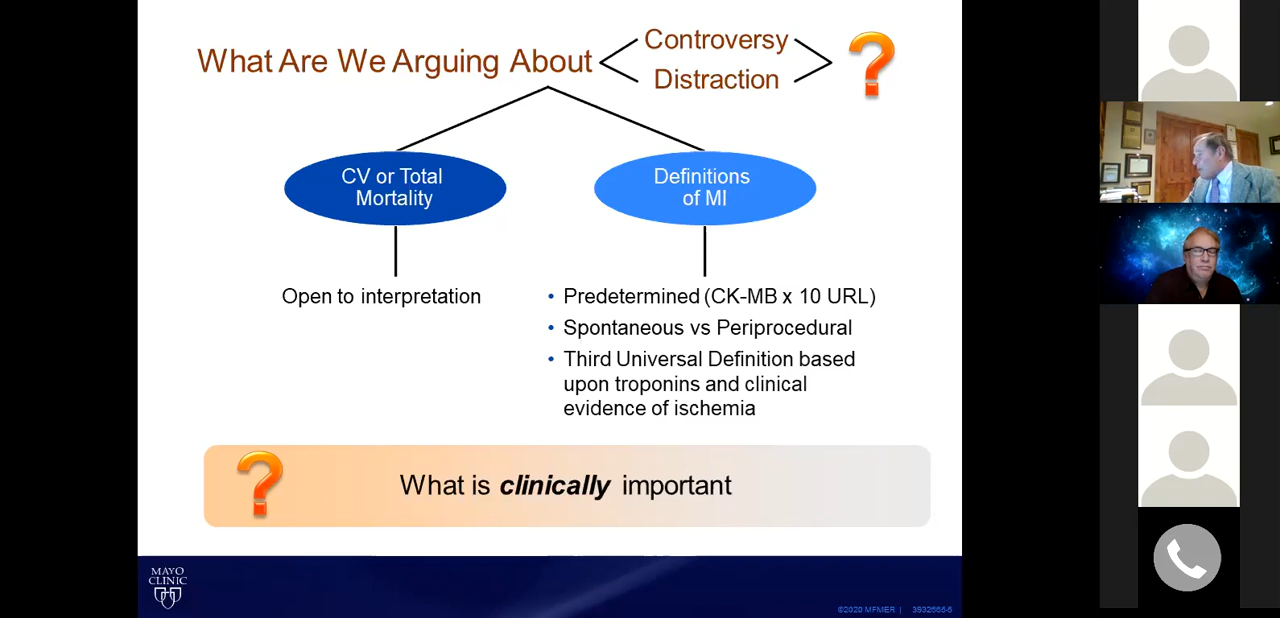 What Are We Arguing About
Controversy
Distraction
?
CV or Total
Mortality
Definitions
of MI
Open to interpretation
• Predetermined (CK-MB x 10 URL)
• Spontaneous vs Periprocedural
• Third Universal Definition based
upon troponins and clinical
evidence of ischemia
? What is clinically important
MAYO
CLINIC
©2020 MFMER | 3932665-6